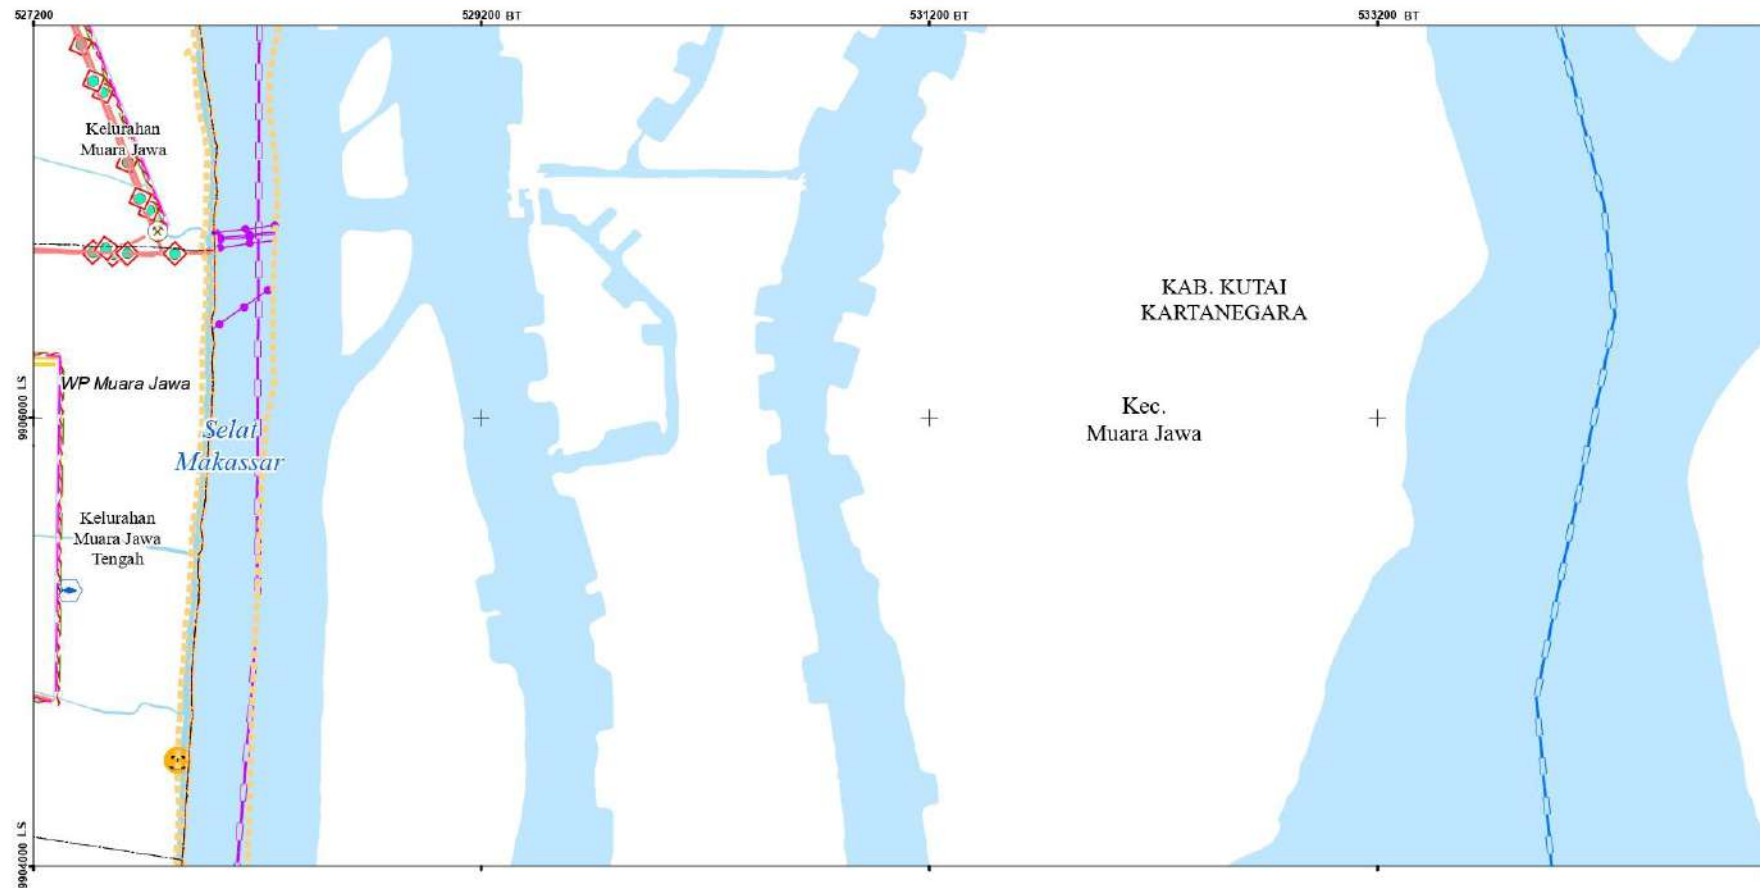 527200
529200 BT
531200 BT
533200 BT
Kelurahan
Muara Jawa
KAB. KUTAI
KARTANEGARA
WP Muara Jawa
9906000 LS
Kec.
Muara Jawa
Selat
Makassar
Kelurahan
Muara Jawa
Tengah
9904000 LS